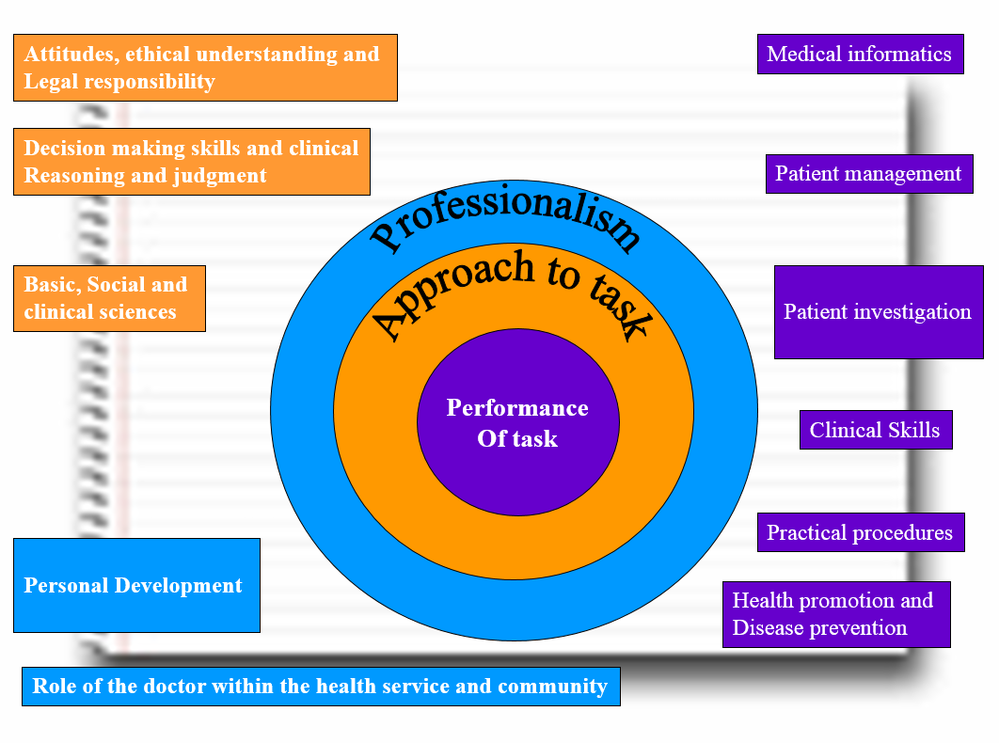 Attitudes, ethical understanding and
Legal responsibility
Medical informatics
Decision making skills and clinical
Reasoning and judgment
Patient management
Professionalism
Approach to task
Basic, Social and
clinical sciences
Patient investigation
Performance
Of task
Clinical Skills
Practical procedures
Personal Development
Health promotion and
Disease prevention
Role of the doctor within the health service and community